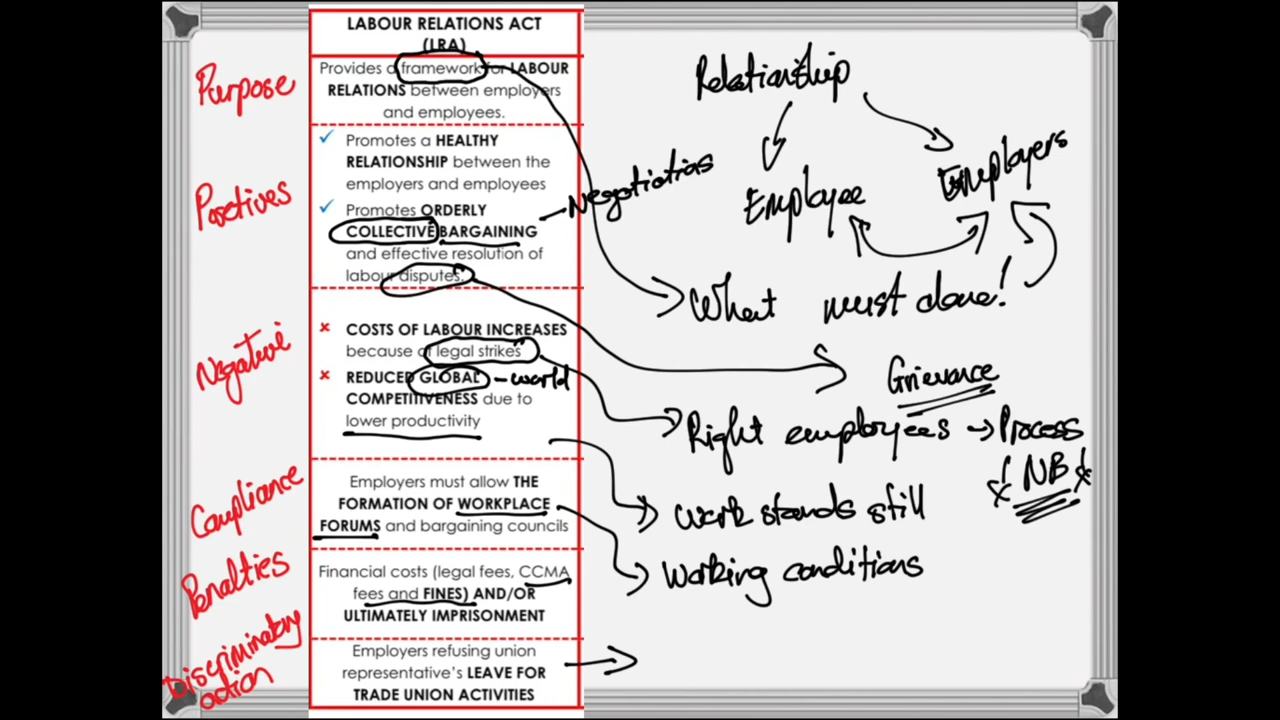 LABOUR RELATIONS ACT
(LRA)
Purpose
Provides a framework for LABOUR
RELATIONS between employers
and employees.
Positives
✓ Promotes a HEALTHY
RELATIONSHIP between the
employers and employees
✓ Promotes ORDERLY
COLLECTIVE BARGAINING
and effective resolution of
labour disputes.
Negative
× COSTS OF LABOUR INCREASES
because of legal strikes
× REDUCED GLOBAL - world
COMPETITIVENESS due to
lower productivity
Compliance
Employers must allow THE
FORMATION OF WORKPLACE
FORUMS and bargaining councils
Penalties
Financial costs (legal fees, CCMA
fees and FINES) AND/OR
ULTIMATELY IMPRISONMENT
Discriminatory
action
Employers refusing union
representative's LEAVE FOR
TRADE UNION ACTIVITIES
Relationship
Employee
Employers
What must done!
Grievance
Right employees → Process
* NB *
Work stands still
Working conditions